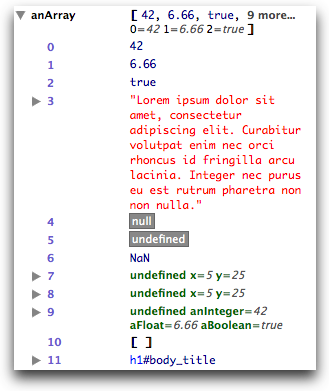 anArray [ 42, 6.66, true, 9 more...
0=42 1=6.66 2=true ]
0 42
1 6.66
2 true
3 "Lorem ipsum dolor sit
amet, consectetur
adipiscing elit. Curabitur
volutpat enim nec orci
rhoncus id fringilla arcu
lacinia. Integer nec purus
eu est rutrum pharetra non
non nulla."
4 null
5 undefined
6 NaN
7 undefined x=5 y=25
8 undefined x=5 y=25
9 undefined anInteger=42
aFloat=6.66 aBoolean=true
10 [ ]
11 h1#body_title